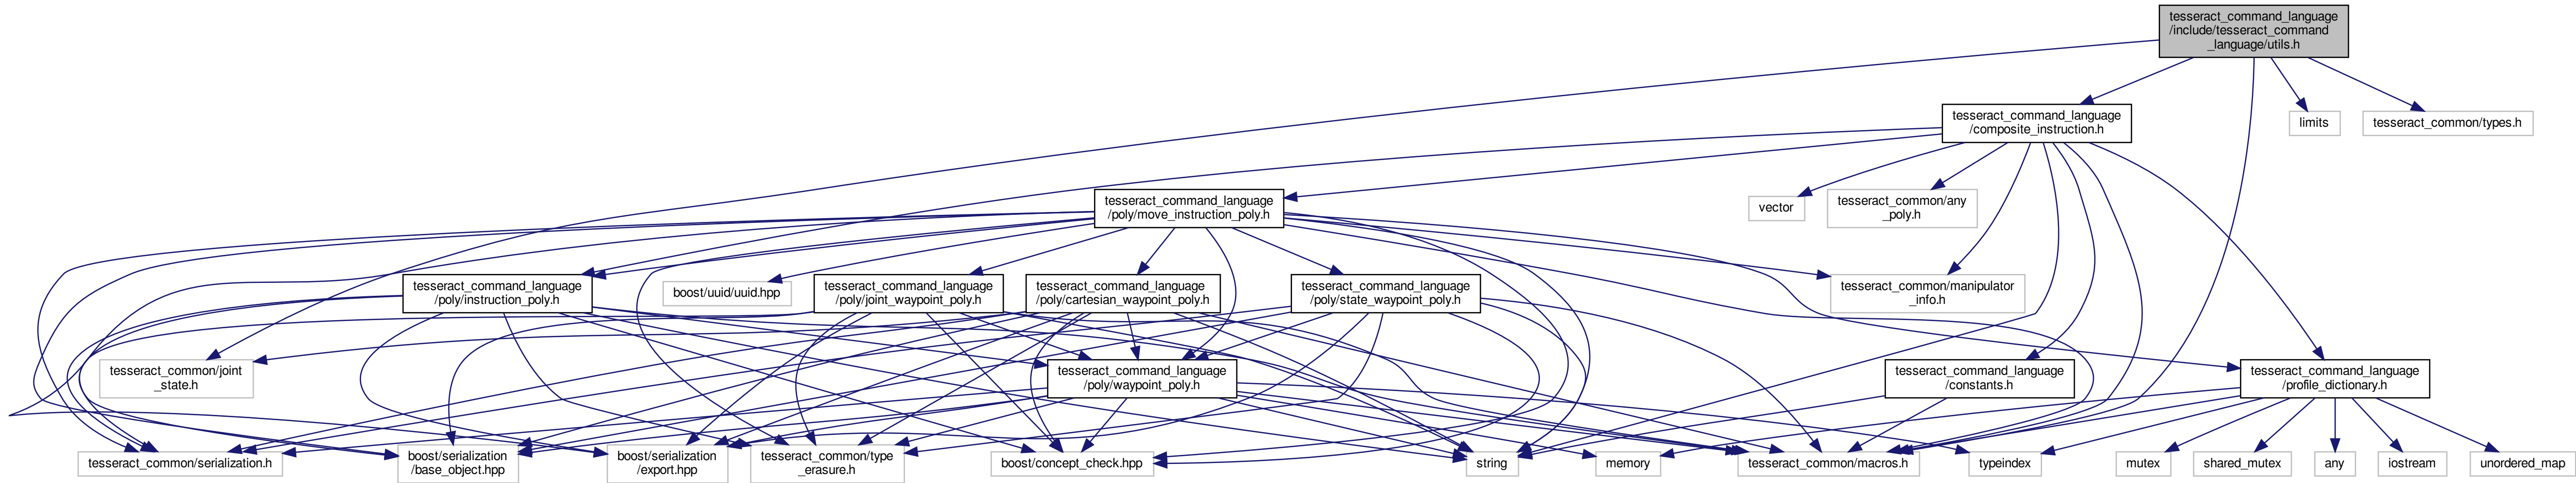 tesseract_command_language
/include/tesseract_command
_language/utils.h
tesseract_command_language
/composite_instruction.h
limits
tesseract_common/types.h
tesseract_command_language
/poly/move_instruction_poly.h
vector
tesseract_common/any
_poly.h
tesseract_command_language
/poly/instruction_poly.h
boost/uuid/uuid.hpp
tesseract_command_language
/poly/joint_waypoint_poly.h
tesseract_command_language
/poly/cartesian_waypoint_poly.h
tesseract_command_language
/poly/state_waypoint_poly.h
tesseract_common/manipulator
_info.h
tesseract_common/joint
_state.h
tesseract_command_language
/poly/waypoint_poly.h
tesseract_command_language
/constants.h
tesseract_command_language
/profile_dictionary.h
tesseract_common/serialization.h
boost/serialization
/base_object.hpp
boost/serialization
/export.hpp
tesseract_common/type
_erasure.h
boost/concept_check.hpp
string
memory
tesseract_common/macros.h
typeindex
mutex
shared_mutex
any
iostream
unordered_map